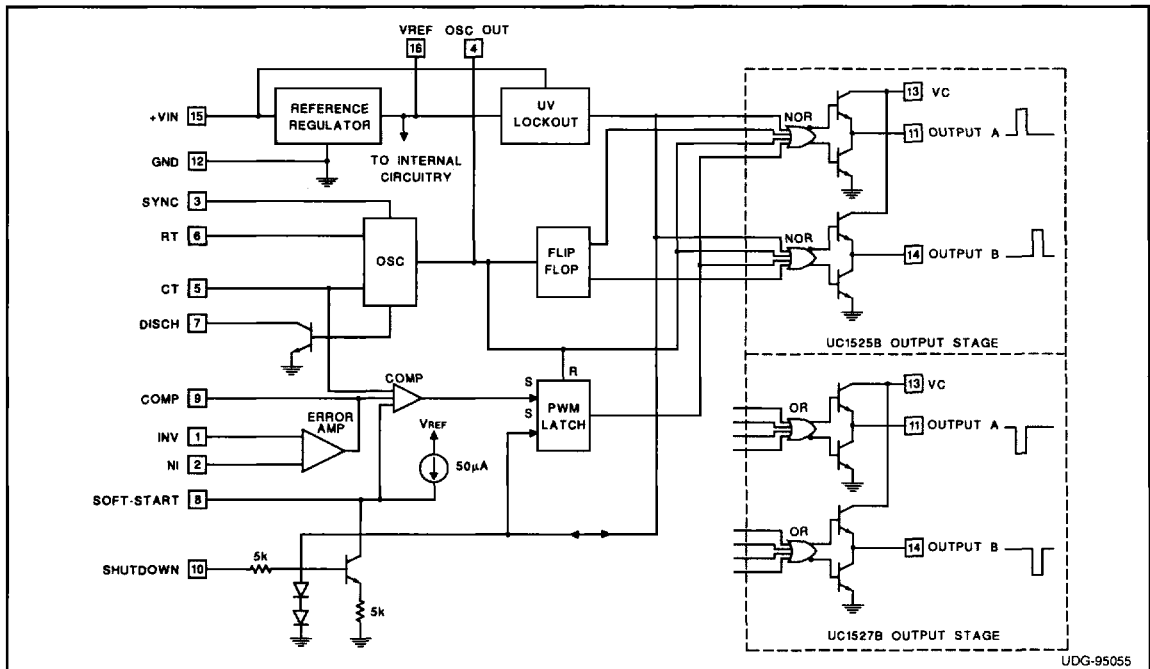 VREF OSC OUT
16 4
+VIN 15
REFERENCE
REGULATOR
UV
LOCKOUT
GND 12
TO INTERNAL
CIRCUITRY
SYNC 3
RT 6
OSC
FLIP
FLOP
CT 5
DISCH 7
COMP
COMP 9
ERROR
AMP
INV 1
NI 2
SOFT-START 8
VREF
50µA
S
S
R
PWM
LATCH
SHUTDOWN 10
5k
5k
NOR
13 VC
11 OUTPUT A
NOR
14 OUTPUT B
UC1525B OUTPUT STAGE
13 VC
OR
11 OUTPUT A
OR
14 OUTPUT B
UC1527B OUTPUT STAGE
UDG-95055